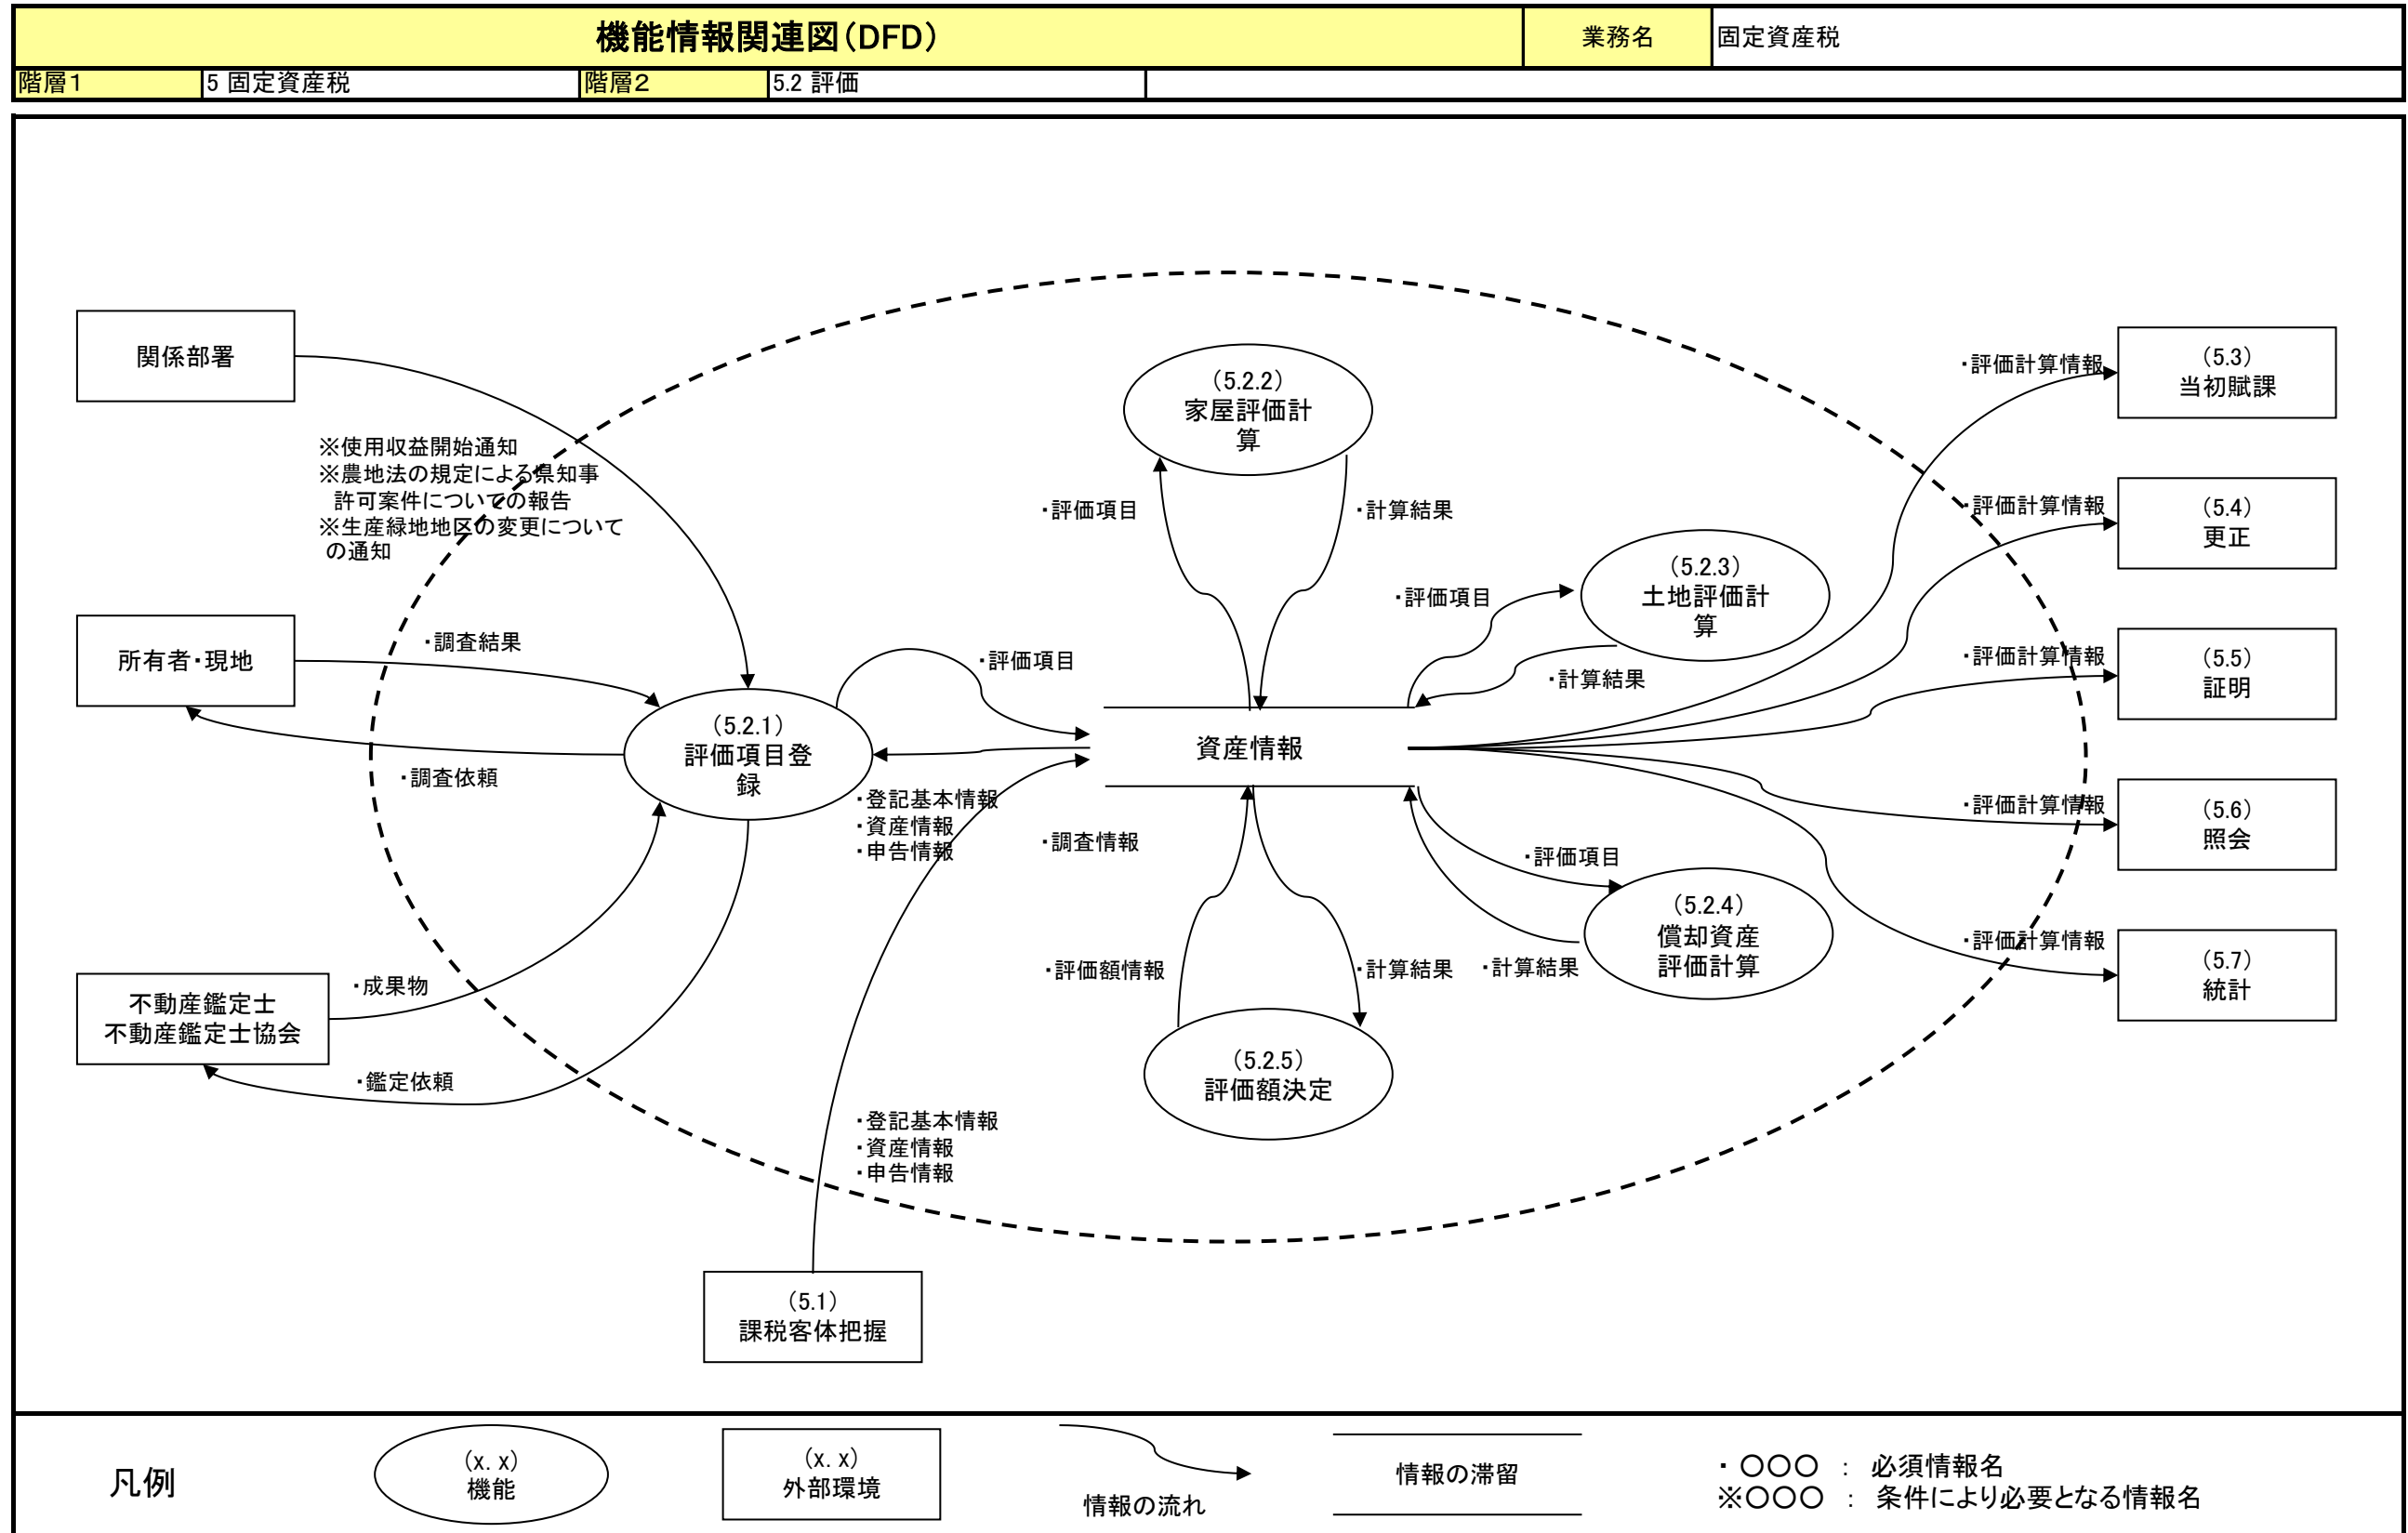 機能情報関連図（DFD）
業務名
固定資産税
階層１
5 固定資産税
階層２
5.2 評価
関係部署
※使用収益開始通知
※農地法の規定による県知事
許可案件についての報告
※生産緑地地区の変更について
の通知
所有者・現地
・調査結果
・調査依頼
不動産鑑定士
不動産鑑定士協会
・成果物
・鑑定依頼
（5.2.1）
評価項目登
録
・評価項目
・登記基本情報
・資産情報
・申告情報
・調査情報
・登記基本情報
・資産情報
・申告情報
（5.1）
課税客体把握
（5.2.2）
家屋評価計
算
・評価項目
・計算結果
資産情報
（5.2.3）
土地評価計
算
・評価項目
・計算結果
（5.2.4）
償却資産
評価計算
・評価項目
・計算結果
（5.2.5）
評価額決定
・評価額情報
・計算結果
・評価計算情報
（5.3）
当初賦課
・評価計算情報
（5.4）
更正
・評価計算情報
（5.5）
証明
・評価計算情報
（5.6）
照会
・評価計算情報
（5.7）
統計
凡例
（x. x）
機能
（x. x）
外部環境
情報の流れ
情報の滞留
・ 〇〇〇 ： 必須情報名
※〇〇〇 ： 条件により必要となる情報名